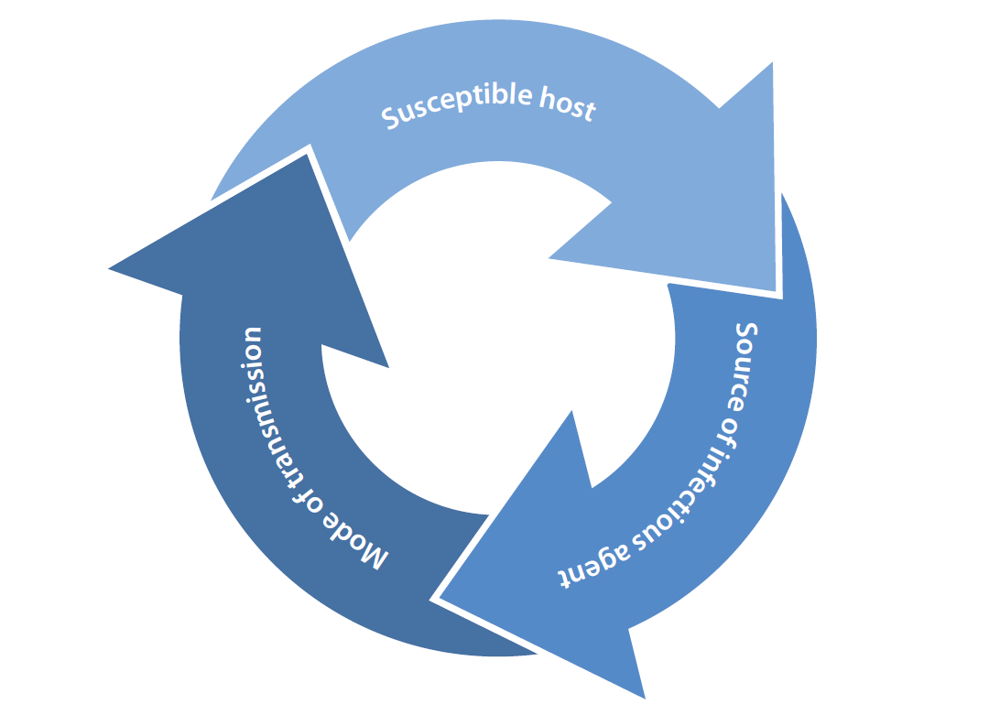 Susceptible host
Source of infectious agent
Mode of transmission